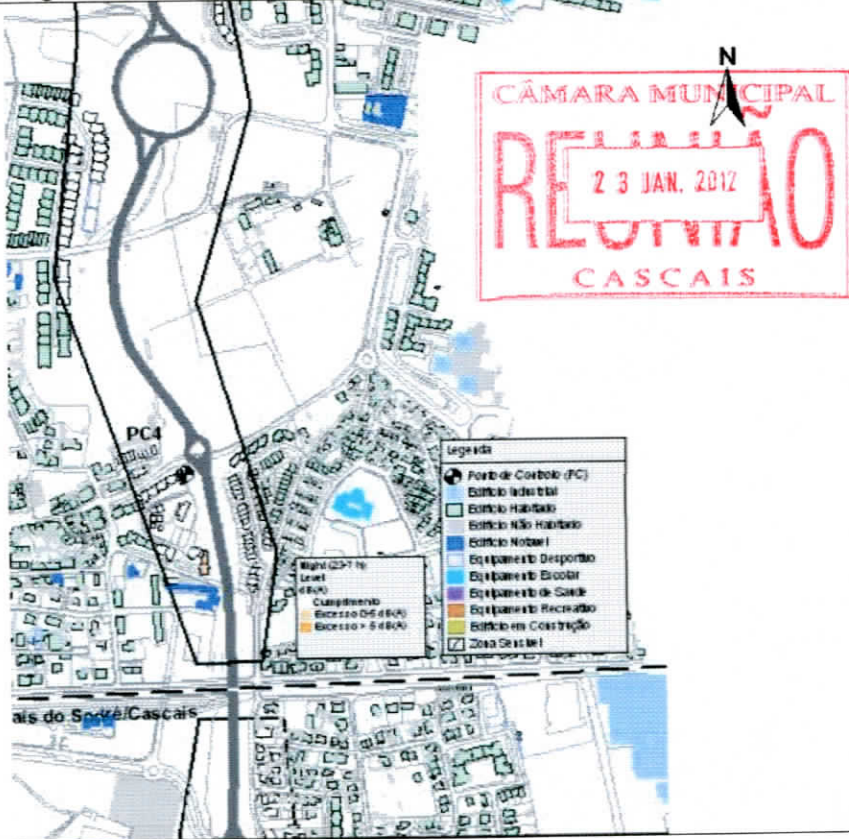 N
CÂMARA MUNICIPAL
REUNIÃO
23 JAN. 2012
CASCAIS
PC4
Legenda
Ponto de Controlo (PC)
Edifício Industrial
Edifício Habitado
Edifício Não Habitado
Edifício Notável
Equipamento Desportivo
Equipamento Escolar
Equipamento de Saúde
Equipamento Recreativo
Edifício em Construção
Zona Sensível
Night (23-7 h)
Level
dB(A)
Cumprimento
Excesso 0-5 dB(A)
Excesso > 5 dB(A)
ais do Sodré/Cascais